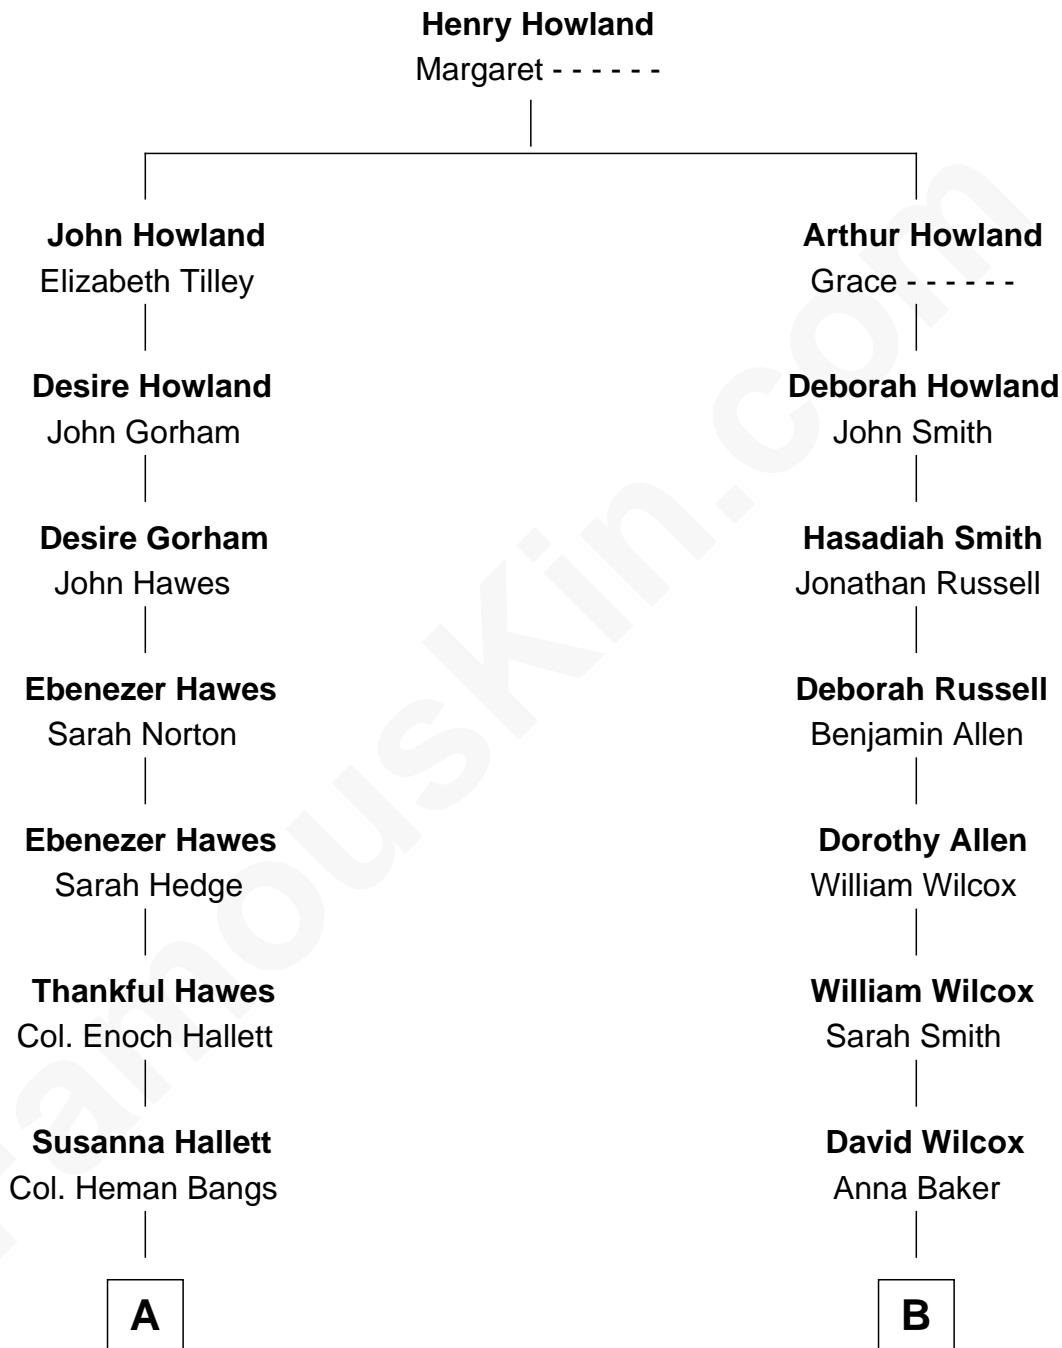 Henry Howland
Margaret - - - - - -
John Howland
Elizabeth Tilley
Arthur Howland
Grace - - - - - -
Desire Howland
John Gorham
Deborah Howland
John Smith
Desire Gorham
John Hawes
Hasadiah Smith
Jonathan Russell
Ebenezer Hawes
Sarah Norton
Deborah Russell
Benjamin Allen
Ebenezer Hawes
Sarah Hedge
Dorothy Allen
William Wilcox
Thankful Hawes
Col. Enoch Hallett
William Wilcox
Sarah Smith
Susanna Hallett
Col. Heman Bangs
David Wilcox
Anna Baker
A
B
FamousKin.com